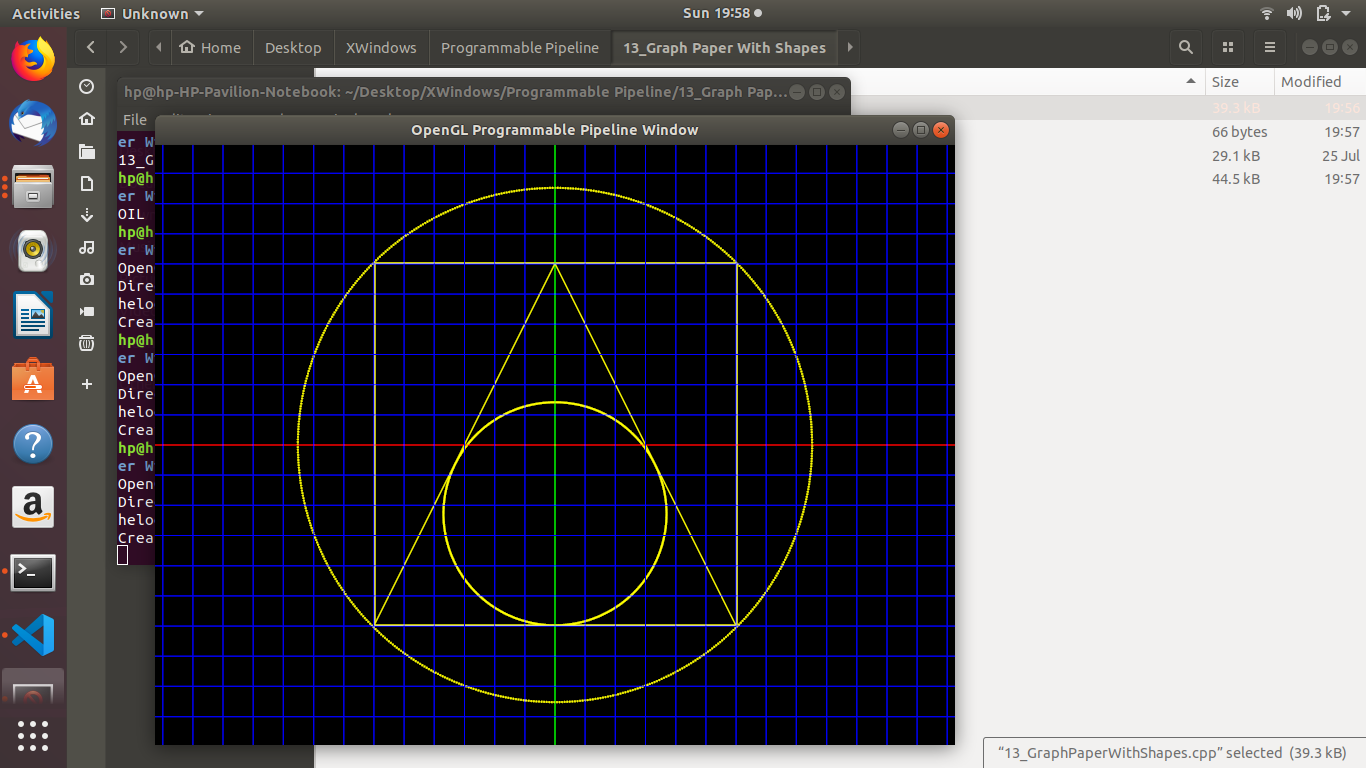 Activities Unknown Sun 19:58
Home Desktop XWindows Programmable Pipeline 13_Graph Paper With Shapes
hp@hp-HP-Pavilion-Notebook: ~/Desktop/XWindows/Programmable Pipeline/13_Graph Pap...
Size Modified
File
39.3 kB 19:56
OpenGL Programmable Pipeline Window
66 bytes 19:57
29.1 kB 25 Jul
44.5 kB 19:57
er W
13_G
hp@h
er W
OIL
hp@h
er W
Open
Dire
helo
Crea
hp@h
er W
Open
Dire
helo
Crea
hp@h
er W
Open
Dire
helo
Crea
“13_GraphPaperWithShapes.cpp” selected (39.3 kB)